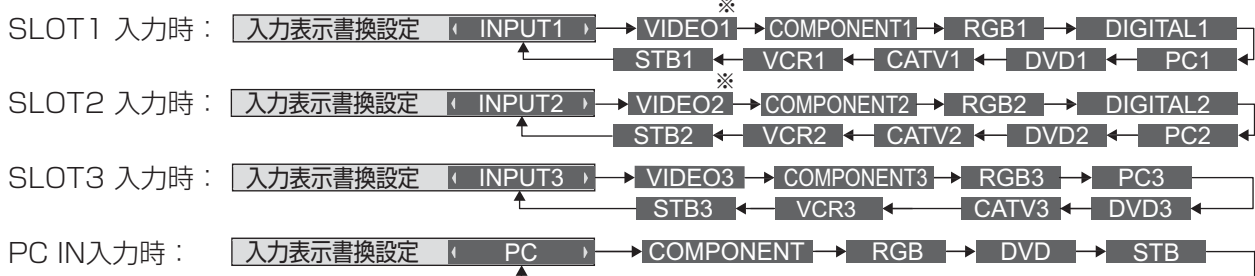 ※
SLOT1 入力時： 入力表示書換設定 INPUT1 VIDEO1 COMPONENT1 RGB1 DIGITAL1
STB1 VCR1 CATV1 DVD1 PC1
※
SLOT2 入力時： 入力表示書換設定 INPUT2 VIDEO2 COMPONENT2 RGB2 DIGITAL2
STB2 VCR2 CATV2 DVD2 PC2
SLOT3 入力時： 入力表示書換設定 INPUT3 VIDEO3 COMPONENT3 RGB3 PC3
STB3 VCR3 CATV3 DVD3
PC IN入力時： 入力表示書換設定 PC COMPONENT RGB DVD STB